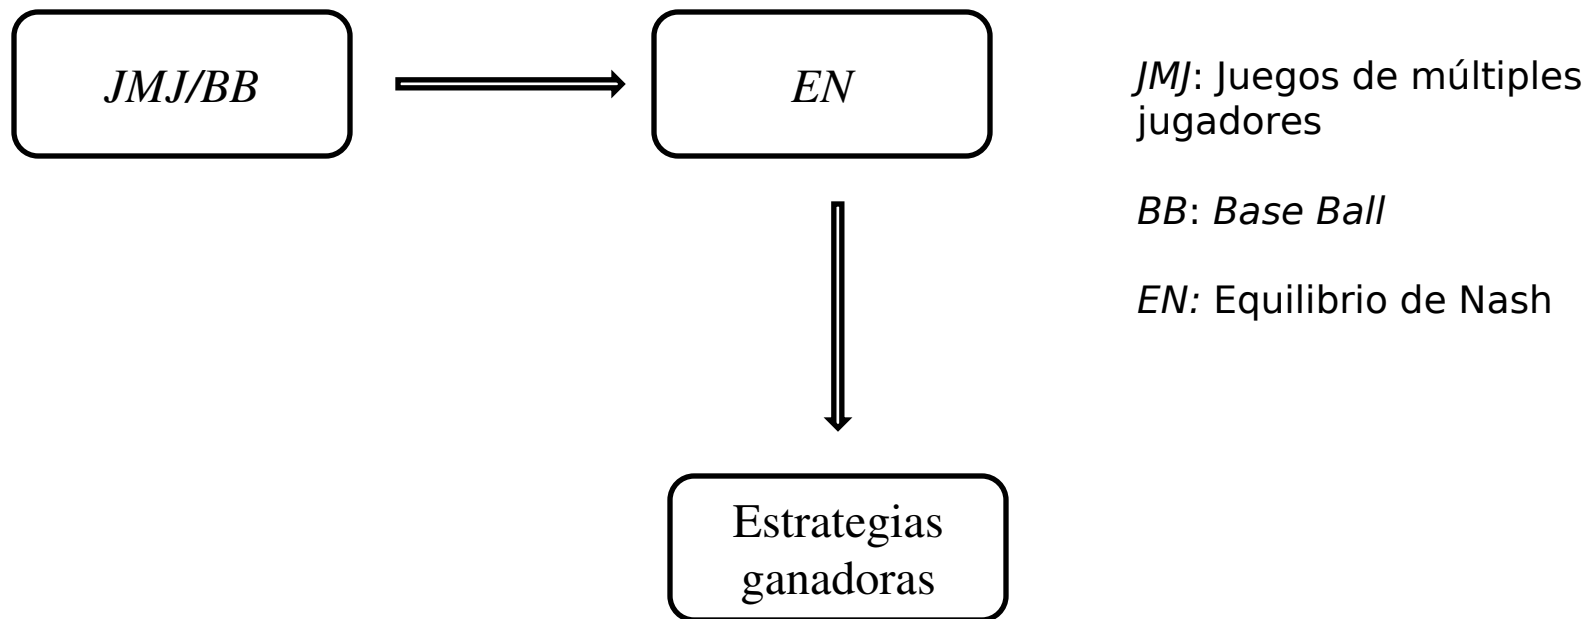 JMJ/BB
EN
JMJ: Juegos de múltiples
jugadores
BB: Base Ball
EN: Equilibrio de Nash
Estrategias
ganadoras